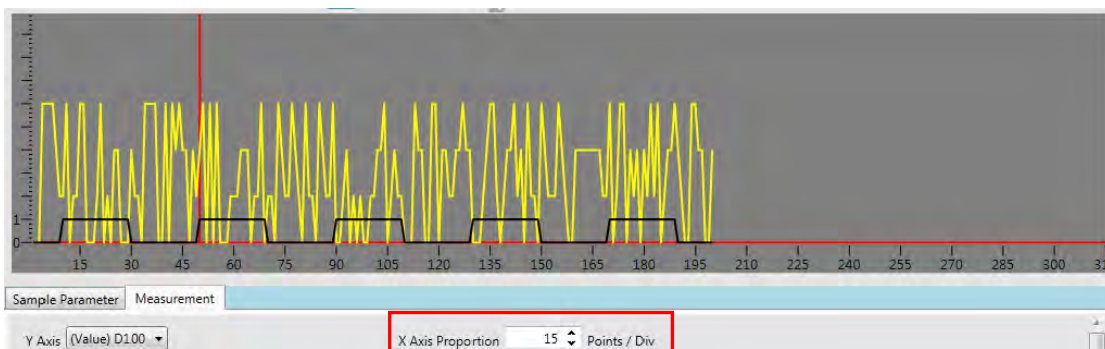 1
0
15 30 45 60 75 90 105 120 135 150 165 180 195 210 225 240 255 270 285 300
Sample Parameter Measurement
Y Axis (Value) D100 X Axis Proportion 15 Points / Div